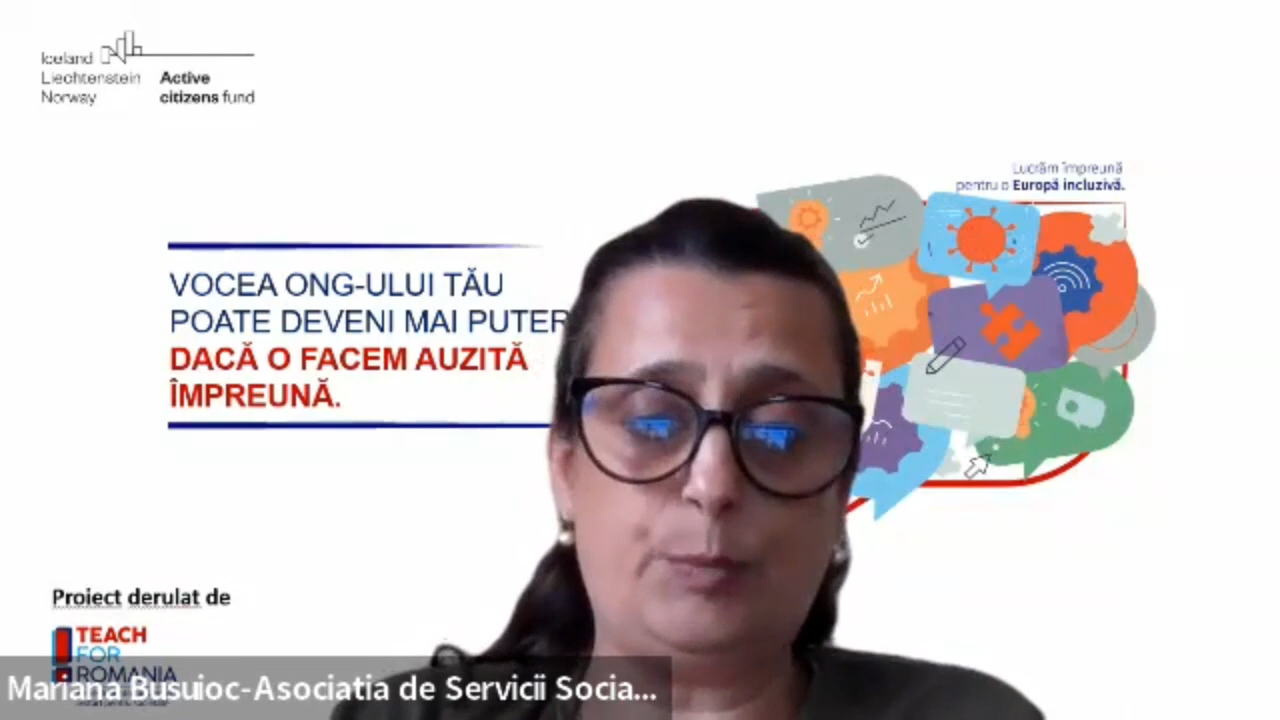 Iceland
Liechtenstein Active
Norway citizens fund
Lucrăm împreună
pentru o Europă incluzivă.
VOCEA ONG-ULUI TĂU
POATE DEVENI MAI PUTER
DACĂ O FACEM AUZITĂ
ÎMPREUNĂ.
Proiect derulat de
TEACH
FOR
ROMANIA
Mariana Busuioc-Asociatia de Servicii Socia...